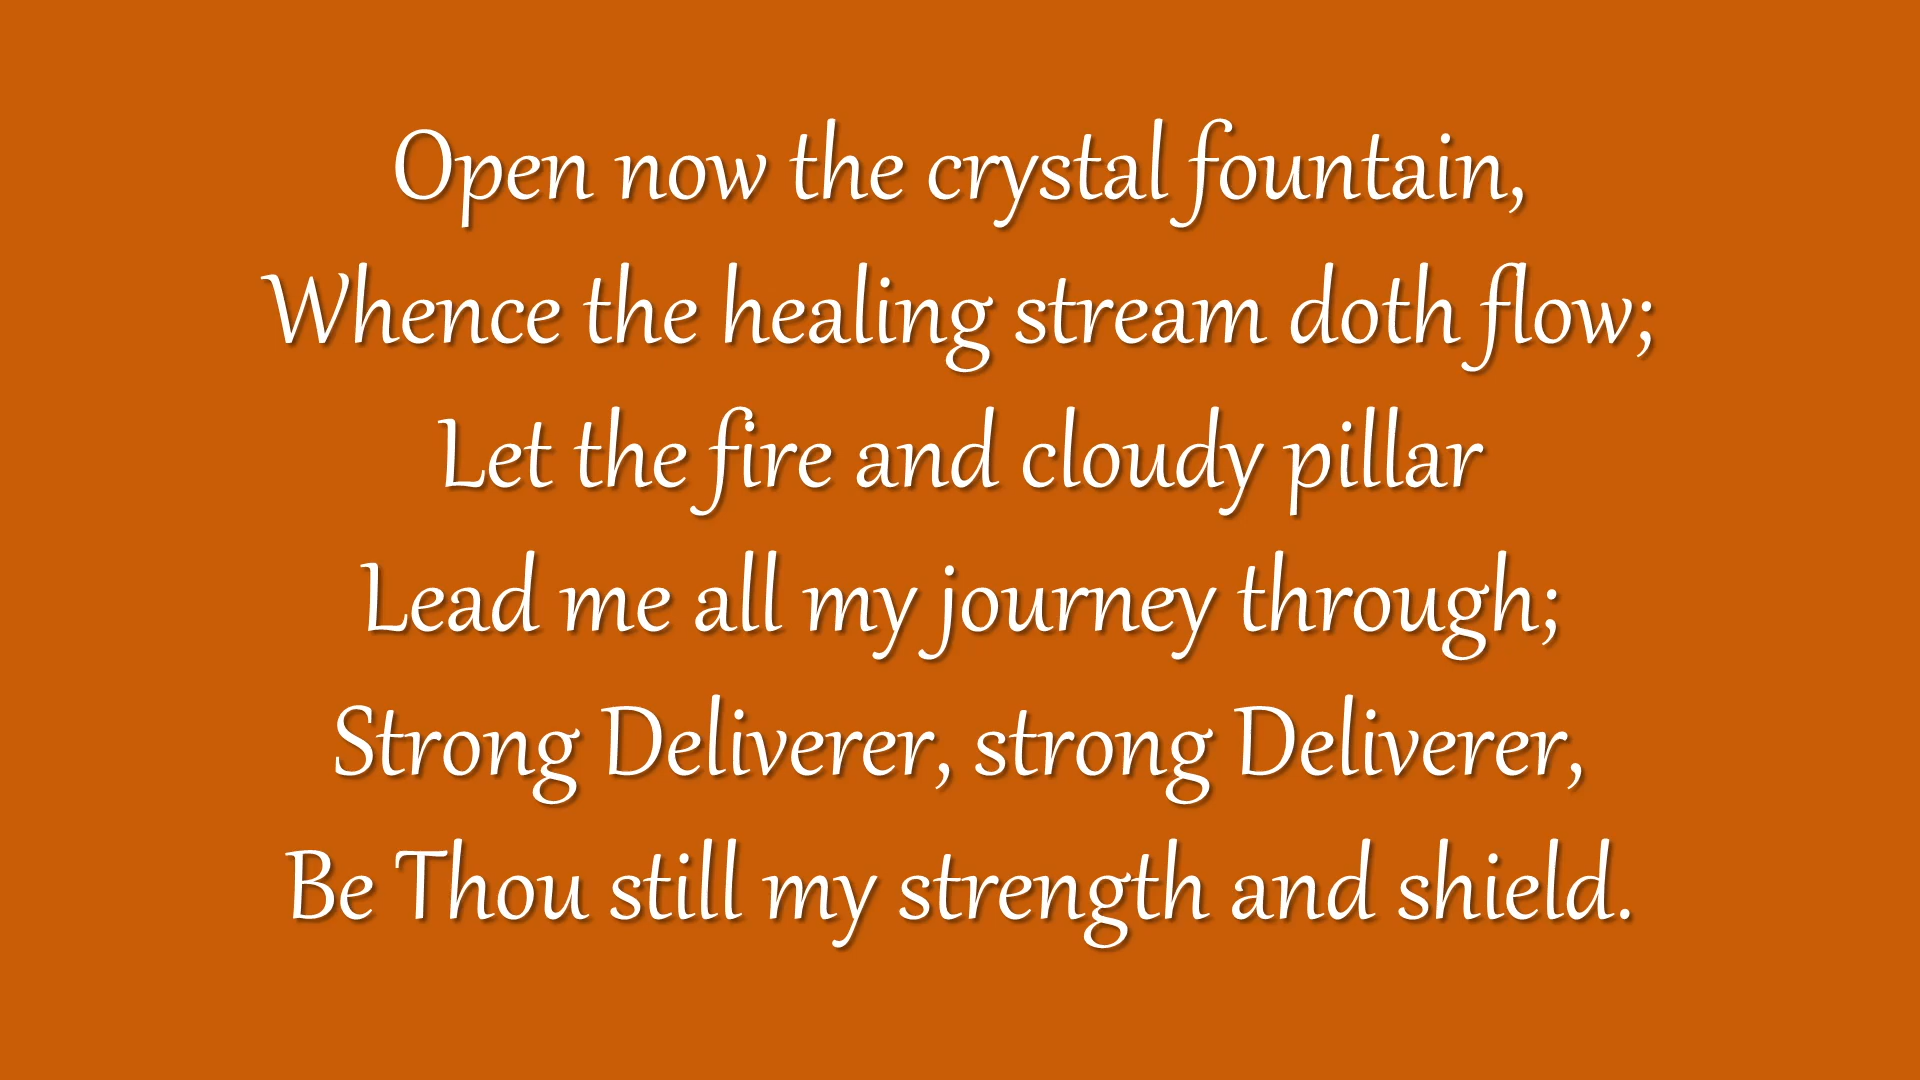 Open now the crystal fountain,
Whence the healing stream doth flow;
Let the fire and cloudy pillar
Lead me all my journey through;
Strong Deliverer, strong Deliverer,
Be Thou still my strength and shield.